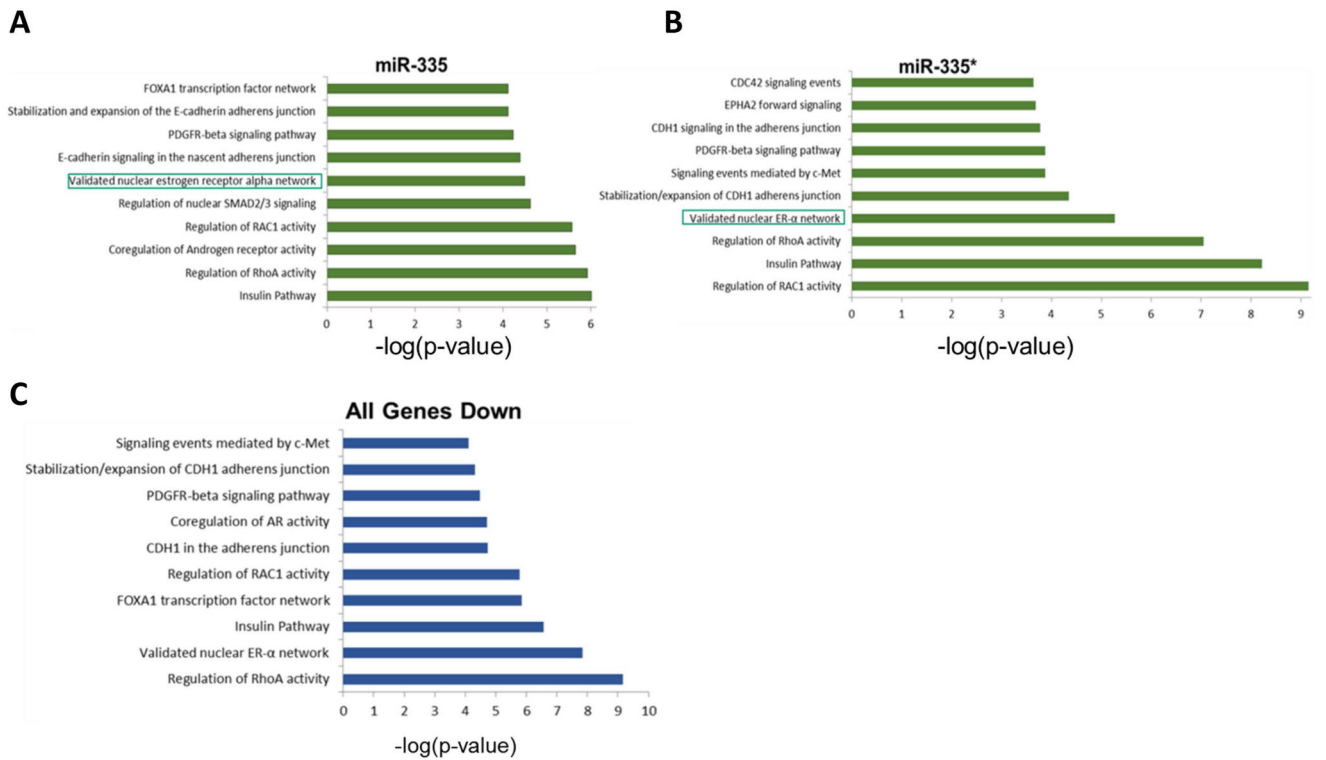 A
miR-335
FOXA1 transcription factor network
Stabilization and expansion of the E-cadherin adherens junction
PDGFR-beta signaling pathway
E-cadherin signaling in the nascent adherens junction
Validated nuclear estrogen receptor alpha network
Regulation of nuclear SMAD2/3 signaling
Regulation of RAC1 activity
Coregulation of Androgen receptor activity
Regulation of RhoA activity
Insulin Pathway
0 1 2 3 4 5 6
-log(p-value)
B
miR-335*
CDC42 signaling events
EPHA2 forward signaling
CDH1 signaling in the adherens junction
PDGFR-beta signaling pathway
Signaling events mediated by c-Met
Stabilization/expansion of CDH1 adherens junction
Validated nuclear ER-α network
Regulation of RhoA activity
Insulin Pathway
Regulation of RAC1 activity
0 1 2 3 4 5 6 7 8 9
-log(p-value)
C
All Genes Down
Signaling events mediated by c-Met
Stabilization/expansion of CDH1 adherens junction
PDGFR-beta signaling pathway
Coregulation of AR activity
CDH1 in the adherens junction
Regulation of RAC1 activity
FOXA1 transcription factor network
Insulin Pathway
Validated nuclear ER-α network
Regulation of RhoA activity
0 1 2 3 4 5 6 7 8 9 10
-log(p-value)